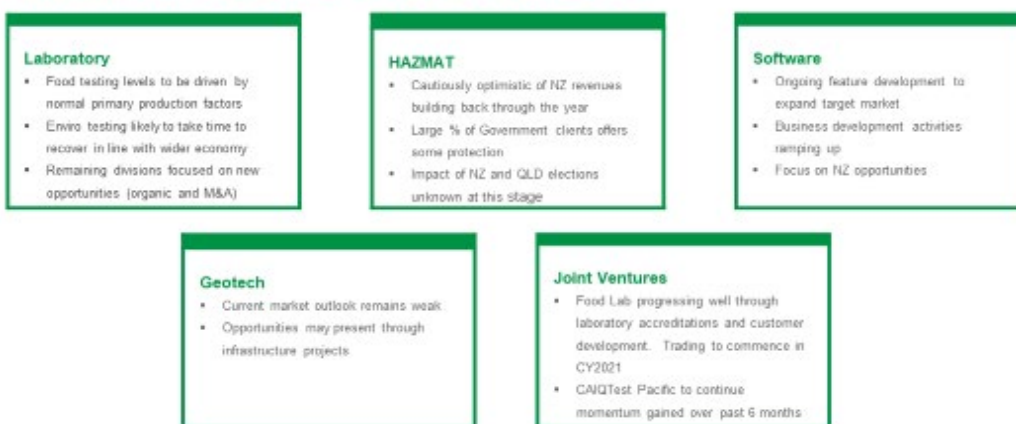 Laboratory
▪ Food testing levels to be driven by
normal primary production factors
▪ Enviro testing likely to take time to
recover in line with wider economy
▪ Remaining divisions focused on new
opportunities (organic and M&A)
HAZMAT
▪ Cautiously optimistic of NZ revenues
building back through the year
▪ Large % of Government clients offers
some protection
▪ Impact of NZ and QLD elections
unknown at this stage
Software
▪ Ongoing feature development to
expand target market
▪ Business development activities
ramping up
▪ Focus on NZ opportunities
Geotech
▪ Current market outlook remains weak
▪ Opportunities may present through
infrastructure projects
Joint Ventures
▪ Food Lab progressing well through
laboratory accreditations and customer
development. Trading to commence in
CY2021
▪ CAIQTest Pacific to continue
momentum gained over past 6 months